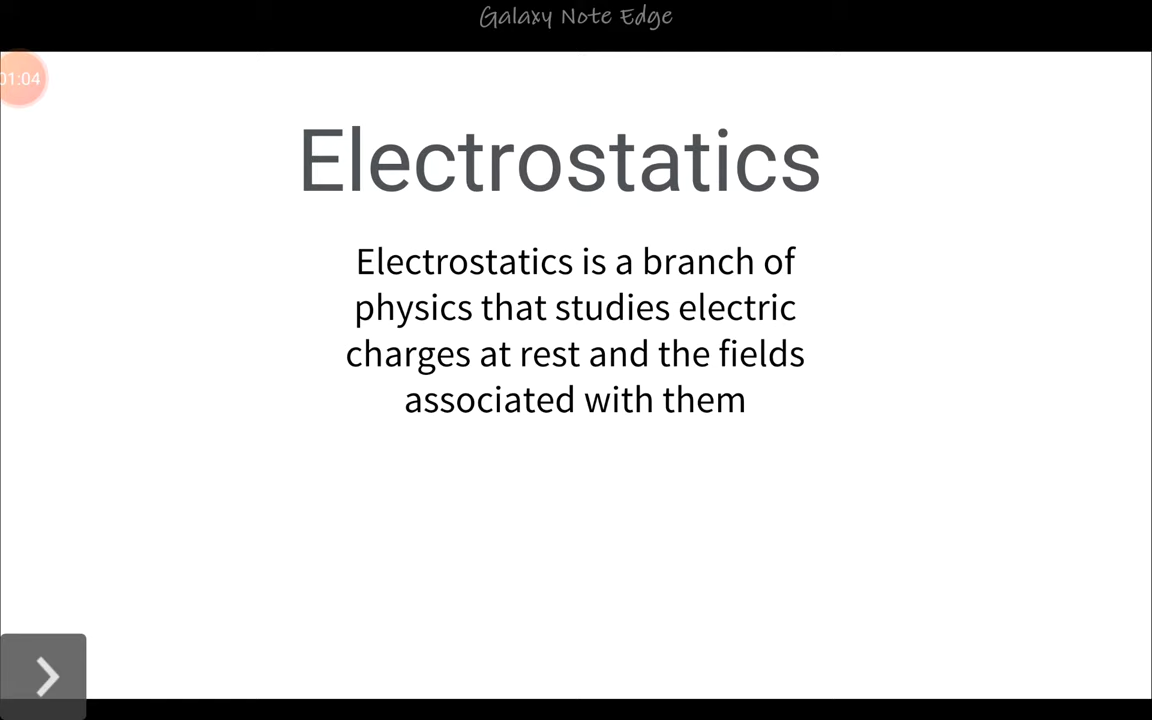 Galaxy Note Edge
01:04
Electrostatics
Electrostatics is a branch of
physics that studies electric
charges at rest and the fields
associated with them